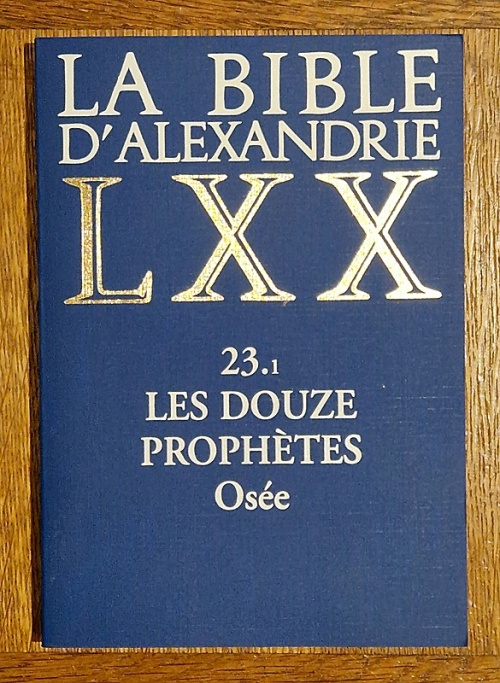 LA BIBLE
D'ALEXANDRIE
LXX
23.1
LES DOUZE
PROPHÈTES
Osée